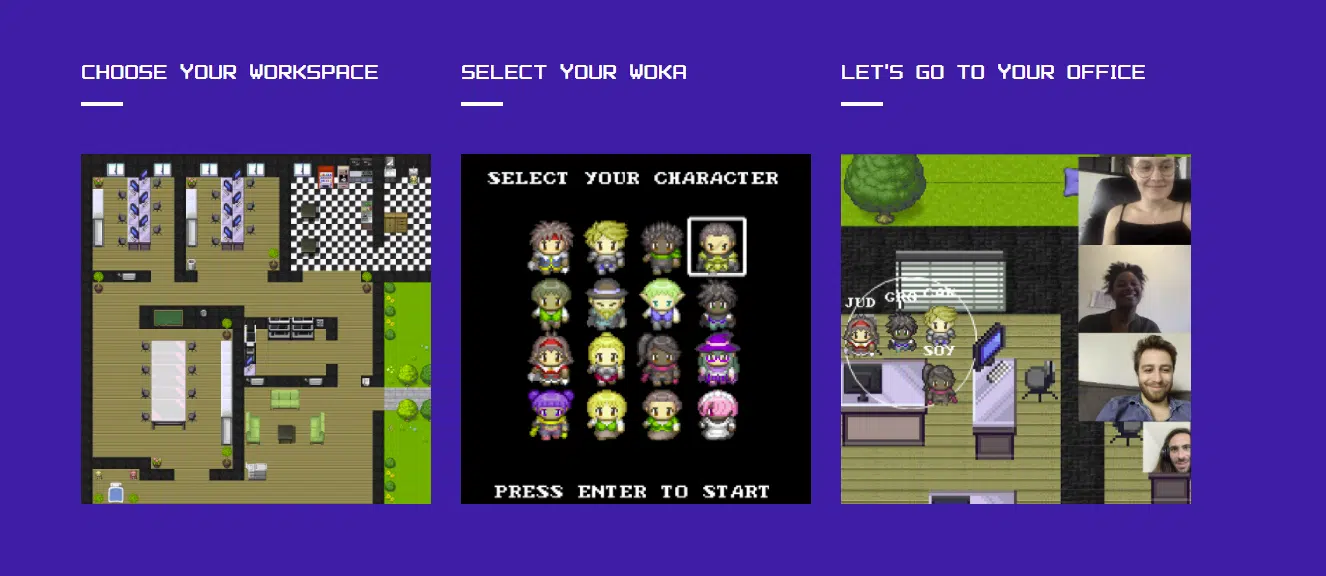 CHOOSE YOUR WORKSPACE
SELECT YOUR WOKA
LET'S GO TO YOUR OFFICE
SELECT YOUR CHARACTER
PRESS ENTER TO START
JUD
SOY